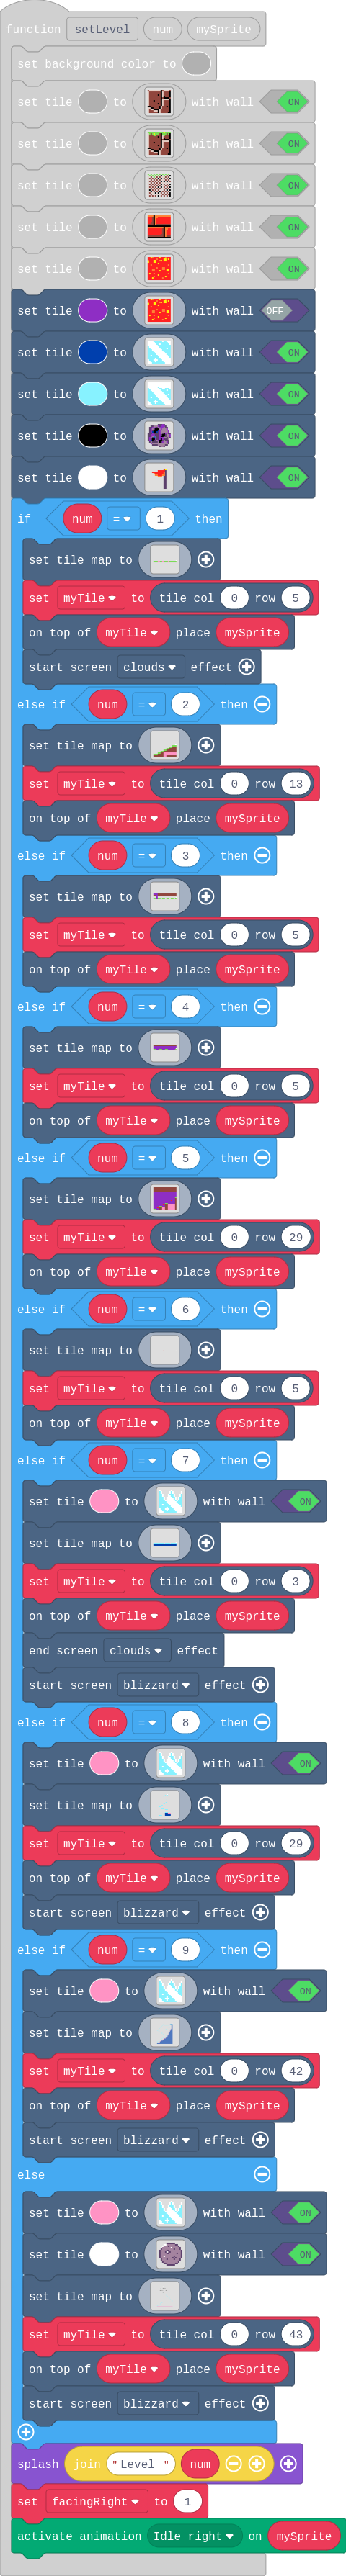 function setLevel num mySprite
set background color to
set tile to with wall ON
set tile to with wall ON
set tile to with wall ON
set tile to with wall ON
set tile to with wall ON
set tile to with wall OFF
set tile to with wall ON
set tile to with wall ON
set tile to with wall ON
set tile to with wall ON
if num = 1 then
set tile map to
set myTile to tile col 0 row 5
on top of myTile place mySprite
start screen clouds effect
else if num = 2 then
set tile map to
set myTile to tile col 0 row 13
on top of myTile place mySprite
else if num = 3 then
set tile map to
set myTile to tile col 0 row 5
on top of myTile place mySprite
else if num = 4 then
set tile map to
set myTile to tile col 0 row 5
on top of myTile place mySprite
else if num = 5 then
set tile map to
set myTile to tile col 0 row 29
on top of myTile place mySprite
else if num = 6 then
set tile map to
set myTile to tile col 0 row 5
on top of myTile place mySprite
else if num = 7 then
set tile to with wall ON
set tile map to
set myTile to tile col 0 row 3
on top of myTile place mySprite
end screen clouds effect
start screen blizzard effect
else if num = 8 then
set tile to with wall ON
set tile map to
set myTile to tile col 0 row 29
on top of myTile place mySprite
start screen blizzard effect
else if num = 9 then
set tile to with wall ON
set tile map to
set myTile to tile col 0 row 42
on top of myTile place mySprite
start screen blizzard effect
else
set tile to with wall ON
set tile to with wall ON
set tile map to
set myTile to tile col 0 row 43
on top of myTile place mySprite
start screen blizzard effect
splash join "Level " num
set facingRight to 1
activate animation Idle_right on mySprite